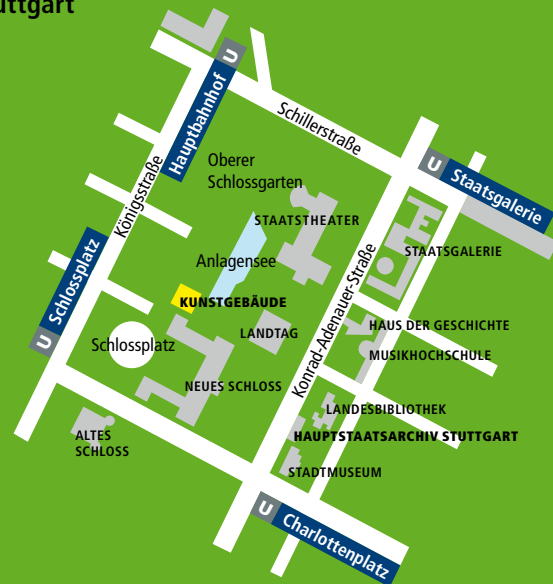 uttgart
U
Hauptbahnhof
Schillerstraße
Oberer
Schlossgarten
U Staatsgalerie
Königsstraße
STAATSTHEATER
STAATSGALERIE
Schlossplatz
U
Anlagensee
KUNSTGEBÄUDE
Konrad-Adenauer-Straße
HAUS DER GESCHICHTE
LANDTAG
Schlossplatz
MUSIKHOCHSCHULE
NEUES SCHLOSS
LANDESBIBLIOTHEK
ALTES
SCHLOSS
HAUPTSTAATSARCHIV STUTTGART
STADTMUSEUM
U Charlottenplatz